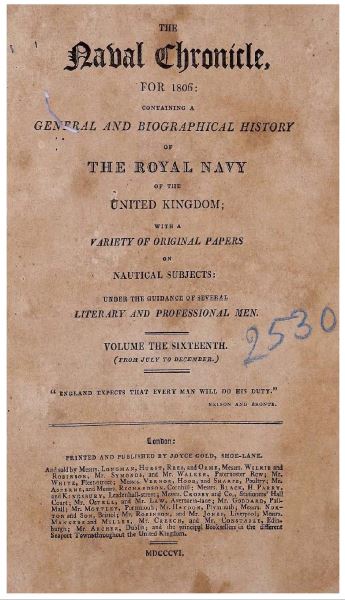 THE
Naval Chronicle,
FOR 1806:
CONTAINING A
GENERAL AND BIOGRAPHICAL HISTORY
OF
THE ROYAL NAVY
OF THE
UNITED KINGDOM;
WITH A
VARIETY OF ORIGINAL PAPERS
ON
NAUTICAL SUBJECTS:
UNDER THE GUIDANCE OF SEVERAL
LITERARY AND PROFESSIONAL MEN.
VOLUME THE SIXTEENTH.
(FROM JULY TO DECEMBER.)
2530
"ENGLAND EXPECTS THAT EVERY MAN WILL DO HIS DUTY."
NELSON AND BRONTE.
London:
PRINTED AND PUBLISHED BY JOYCE GOLD, SHOE-LANE.
And sold by Messrs. LONGMAN, HURST, REES, and ORME, Messrs. WILKIE and
ROBINSON, Mr. SYMONDS, and Mr. WALKER, Paternoster Row; Mr.
WHITE, Fleet-street; Messrs. VERNOR, HOOD, and SHARPE, Poultry; Mr.
ASPERNE, and Messrs. RICHARDSON, Cornhill; Messrs. BLACK, H. PARRY,
and KINGSBURY, Leadenhall-street; Messrs. CROSBY and Co., Stationers' Hall
Court; Mr. OSTELL, and Mr. LAW, Avemaria-lane; Mr. GODDARD, Pall-
Mall; Mr. MOTTLEY, Portsmouth; Mr. HAYDON, Plymouth; Messrs. NOR-
TON and SON, Bristol; Mr. ROBINSON, and Mr. JONES, Liverpool; Messrs.
MANNERS and MILLER, Mr. CREECH, and Mr. CONSTABLE, Edin-
burgh; Mr. ARCHER, Dublin; and the principal Booksellers in the different
Seaport Towns throughout the United Kingdom.
MDCCCVI.